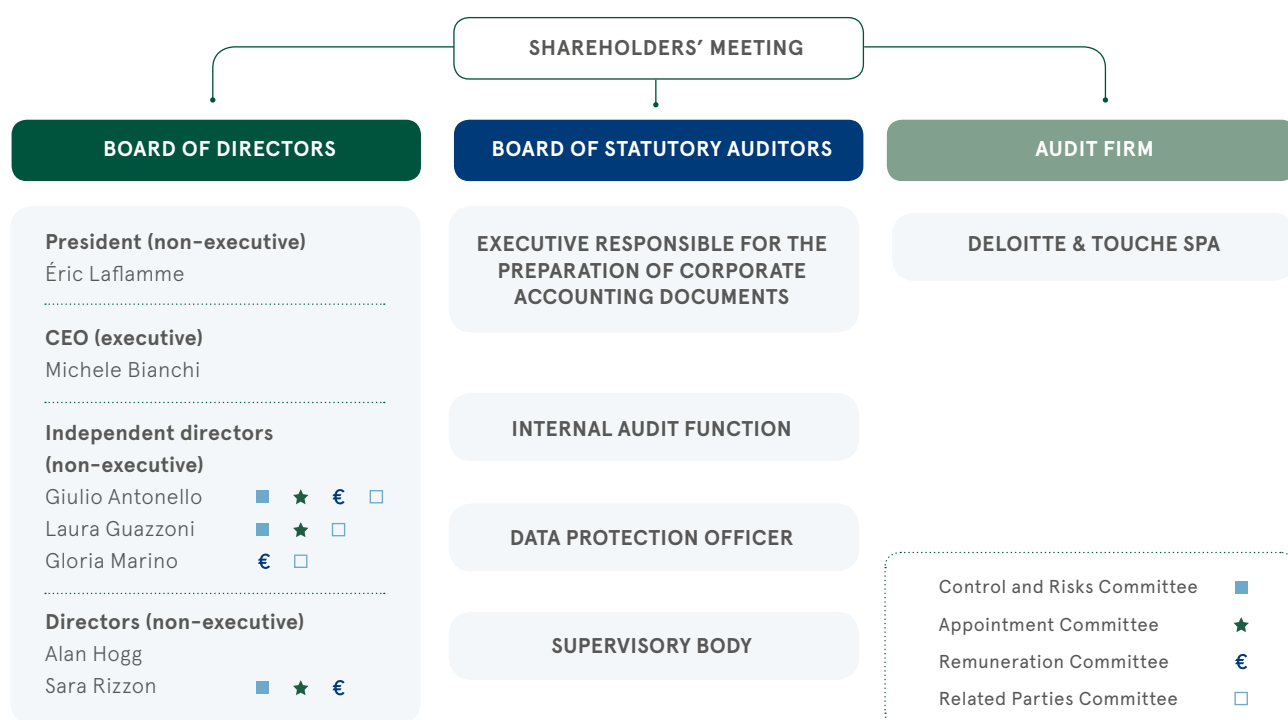 SHAREHOLDERS’ MEETING
BOARD OF DIRECTORS
President (non-executive)
Éric Laflamme
CEO (executive)
Michele Bianchi
Independent directors
(non-executive)
Giulio Antonello ■ ★ € □
Laura Guazzoni ■ ★ □
Gloria Marino € □
Directors (non-executive)
Alan Hogg
Sara Rizzon ■ ★ €
BOARD OF STATUTORY AUDITORS
EXECUTIVE RESPONSIBLE FOR THE
PREPARATION OF CORPORATE
ACCOUNTING DOCUMENTS
INTERNAL AUDIT FUNCTION
DATA PROTECTION OFFICER
SUPERVISORY BODY
AUDIT FIRM
DELOITTE & TOUCHE SPA
Control and Risks Committee ■
Appointment Committee ★
Remuneration Committee €
Related Parties Committee □